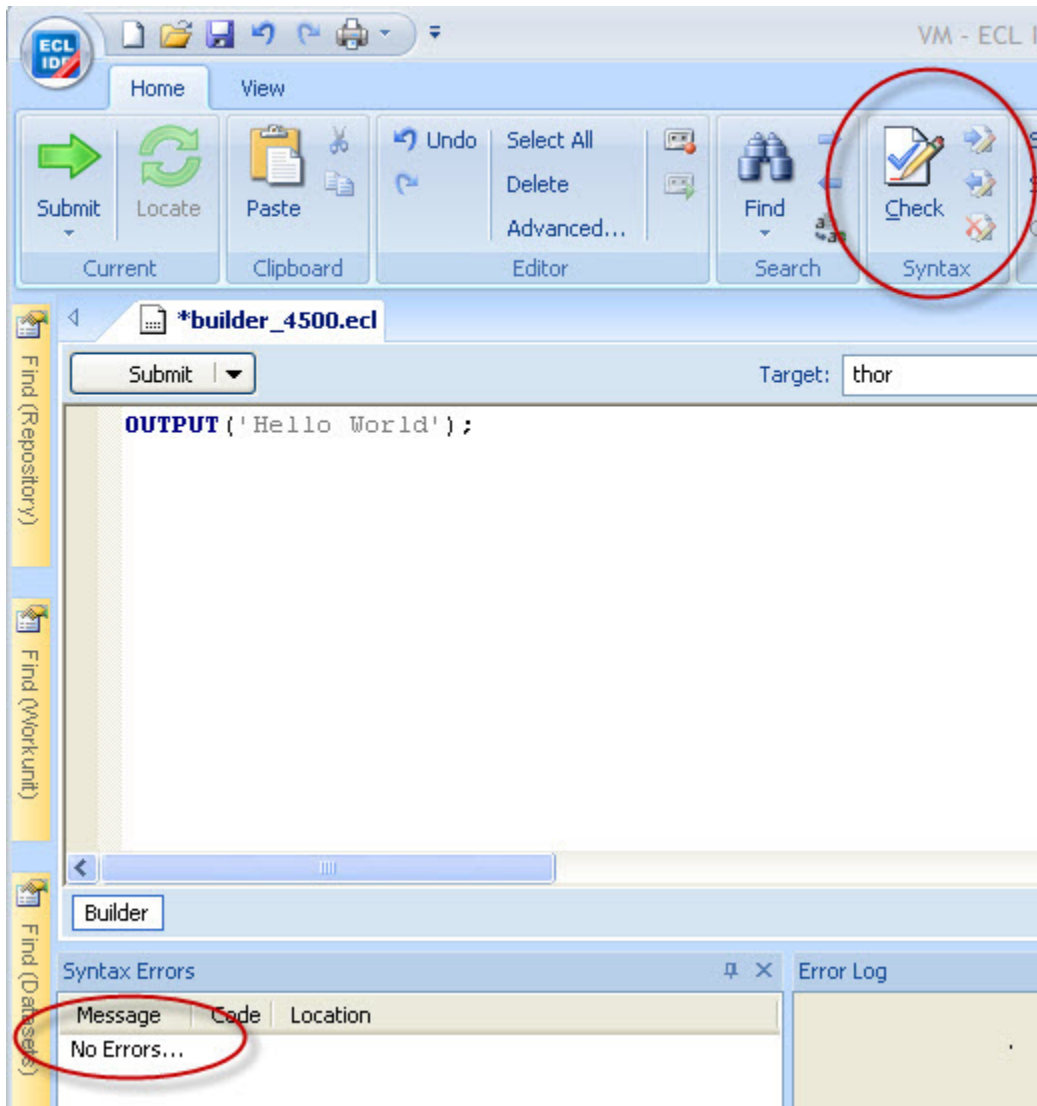 ECL
IDE
VM - ECL I
Home View
Submit
Locate
Paste
Undo
Select All
Delete
Advanced...
Find
Check
Current
Clipboard
Editor
Search
Syntax
*builder_4500.ecl
Submit
Target: thor
OUTPUT('Hello World');
Find (Repository)
Find (Workunit)
Find (Datasets)
Builder
Syntax Errors
Error Log
Message Code Location
No Errors...